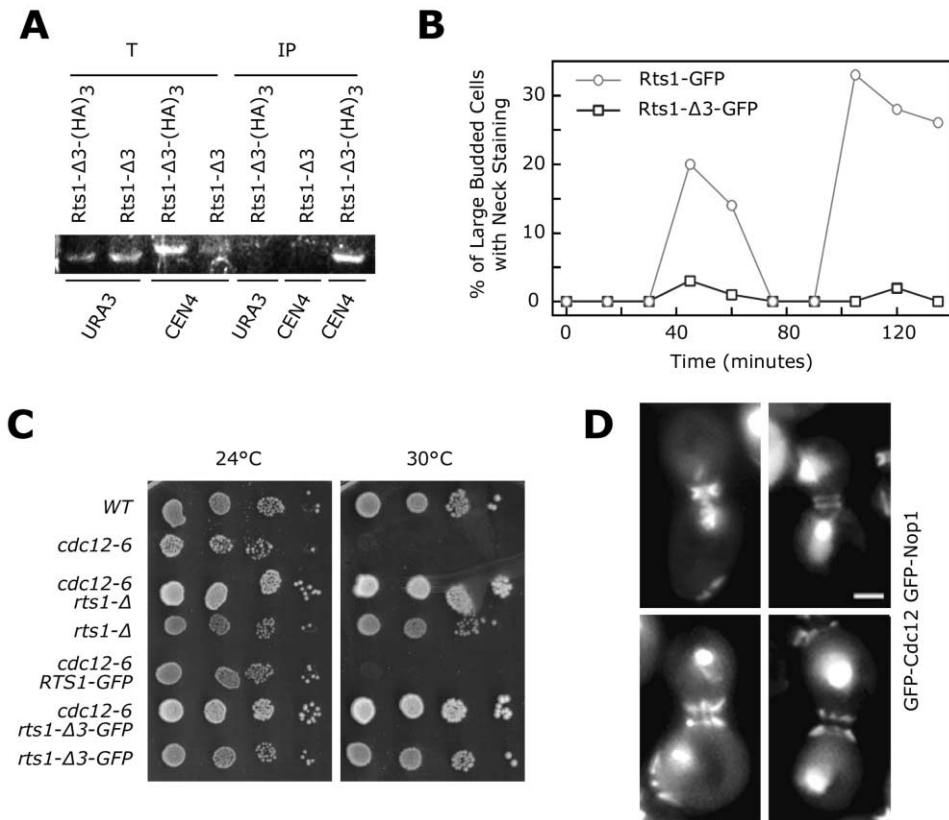 A
T
IP
Rts1-Δ3-(HA)3
Rts1-Δ3
Rts1-Δ3-(HA)3
Rts1-Δ3
Rts1-Δ3-(HA)3
Rts1-Δ3
Rts1-Δ3-(HA)3
URA3
CEN4
URA3
CEN4
CEN4
B
% of Large Budded Cells
with Neck Staining
30
20
10
0
Rts1-GFP
Rts1-Δ3-GFP
0
40
80
120
Time (minutes)
C
24°C
30°C
WT
cdc12-6
cdc12-6
rts1-Δ
rts1-Δ
cdc12-6
RTS1-GFP
cdc12-6
rts1-Δ3-GFP
rts1-Δ3-GFP
D
GFP-Cdc12 GFP-Nop1